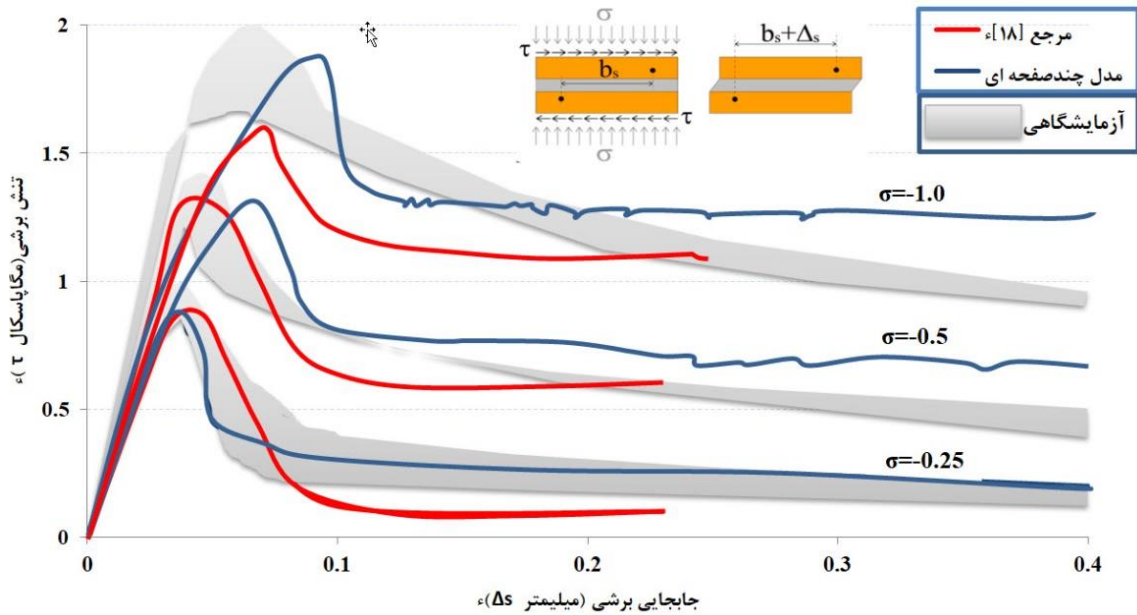 تنش برشی(مگاپاسکال τ )ء
2
1.5
1
0.5
0
0
0.1
0.2
0.3
0.4
جابجایی برشی (میلیمتر Δs)ء
σ
τ
bs
τ
σ
bs+Δs
مرجع [۱۸]ء
مدل چندصفحه ای
آزمایشگاهی
σ=-1.0
σ=-0.5
σ=-0.25